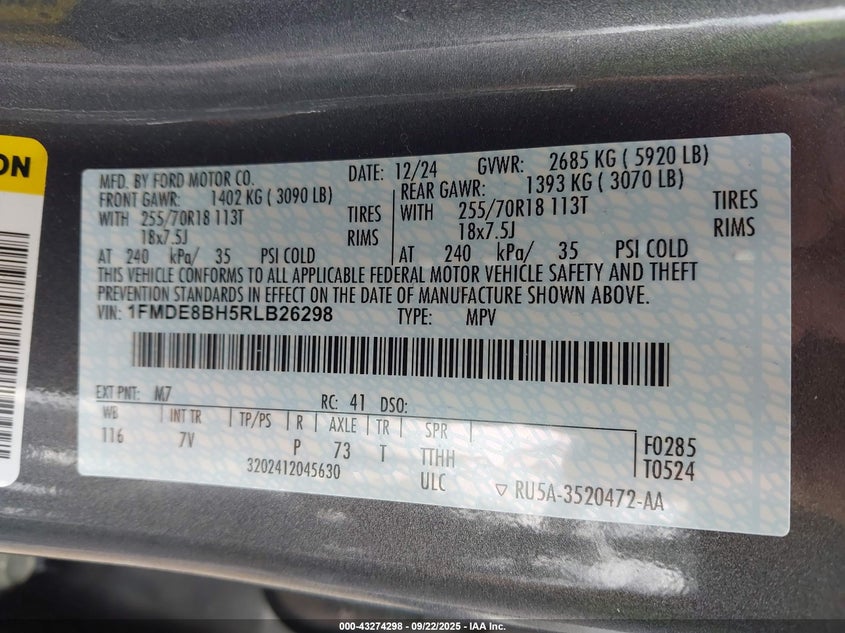 ON
MFD. BY FORD MOTOR CO. DATE: 12/24 GVWR: 2685 KG ( 5920 LB)
FRONT GAWR: 1402 KG ( 3090 LB) REAR GAWR: 1393 KG ( 3070 LB)
WITH 255/70R18 113T TIRES WITH 255/70R18 113T TIRES
18x7.5J RIMS 18x7.5J RIMS
AT 240 kPa/ 35 PSI COLD AT 240 kPa/ 35 PSI COLD
THIS VEHICLE CONFORMS TO ALL APPLICABLE FEDERAL MOTOR VEHICLE SAFETY AND THEFT
PREVENTION STANDARDS IN EFFECT ON THE DATE OF MANUFACTURE SHOWN ABOVE.
VIN: 1FMDE8BH5RLB26298 TYPE: MPV
EXT PNT: M7 RC: 41 DSO:
WB INT TR TP/PS R AXLE TR SPR
116 7V P 73 T TTHH F0285
3202412045630 ULC T0524
▽ RU5A-3520472-AA
000-43274298 - 09/22/2025 - © IAA Inc.